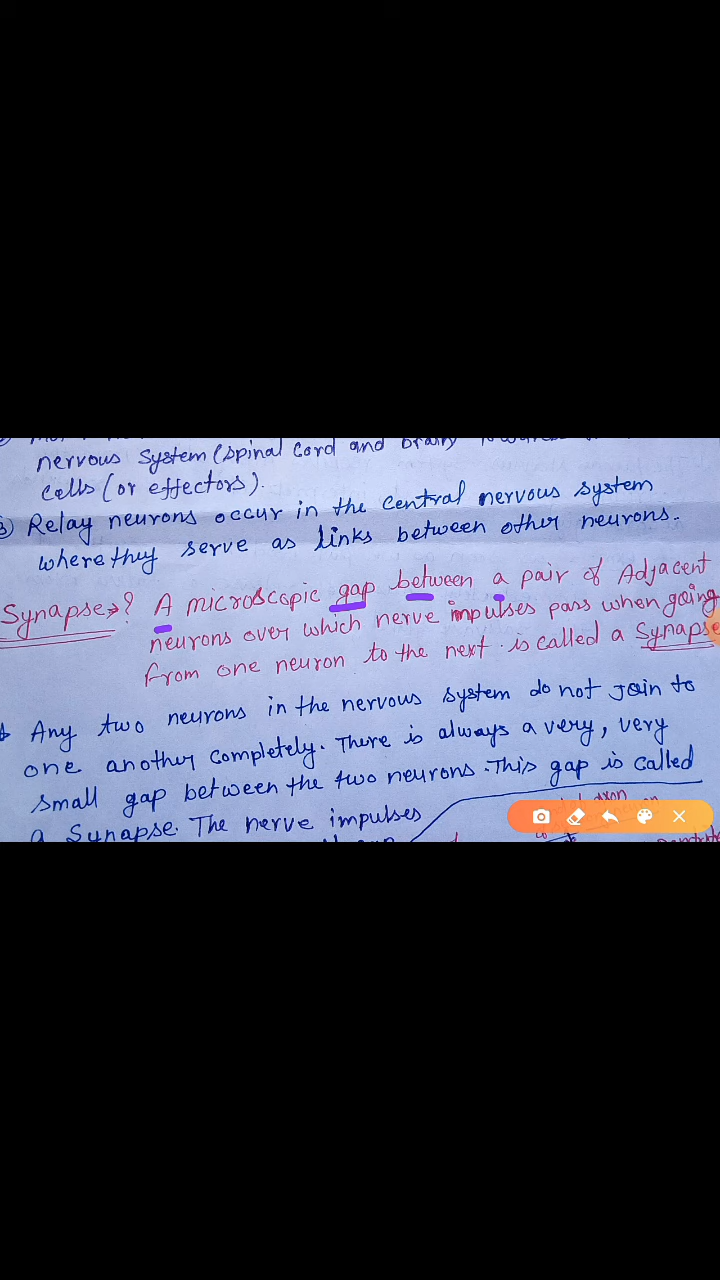 nervous system (spinal cord and brain)
cells (or effectors).
3) Relay neurons occur in the central nervous system
where they serve as links between other neurons.
Synapse→? A microscopic gap between a pair of Adjacent
neurons over which nerve impulses pass when going
from one neuron to the next is called a Synapse
Any two neurons in the nervous system do not join to
one another completely. There is always a very, very
small gap between the two neurons. This gap is called
a Synapse. The nerve impulses
axon